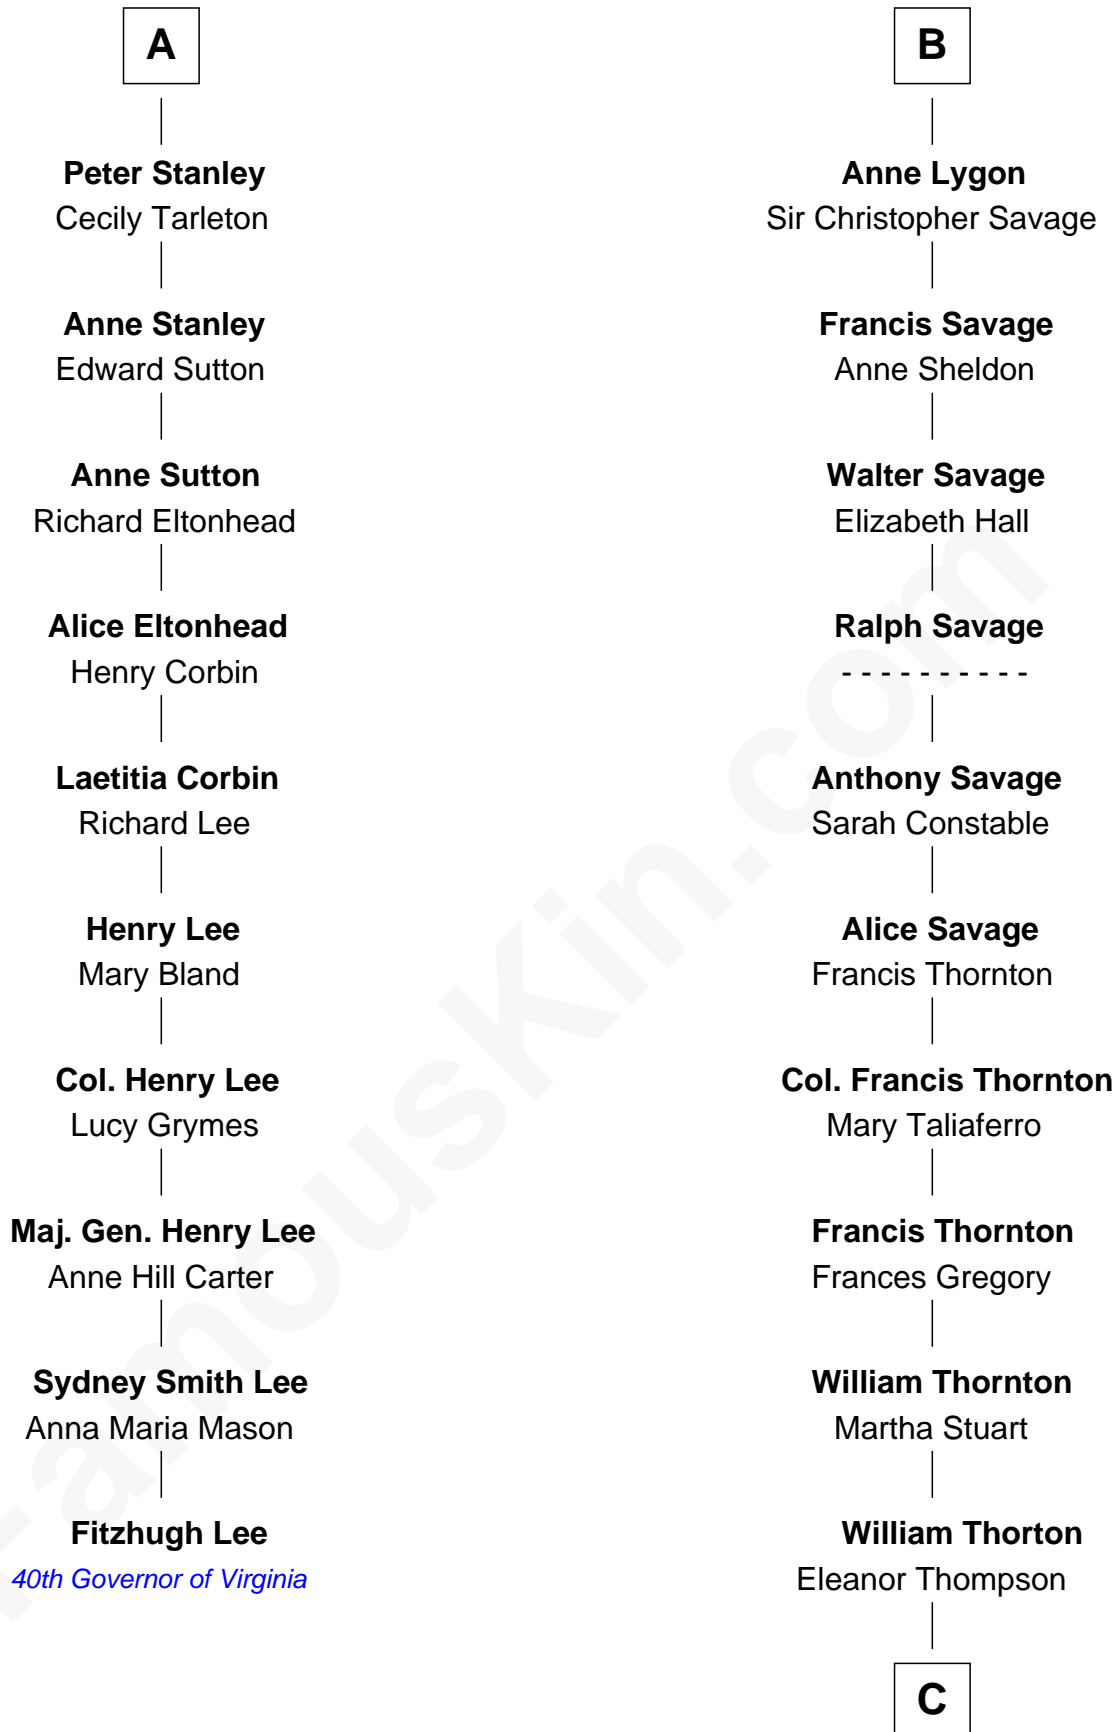 A
Peter Stanley
Cecily Tarleton
Anne Stanley
Edward Sutton
Anne Sutton
Richard Eltonhead
Alice Eltonhead
Henry Corbin
Laetitia Corbin
Richard Lee
Henry Lee
Mary Bland
Col. Henry Lee
Lucy Grymes
Maj. Gen. Henry Lee
Anne Hill Carter
Sydney Smith Lee
Anna Maria Mason
Fitzhugh Lee
40th Governor of Virginia
B
Anne Lygon
Sir Christopher Savage
Francis Savage
Anne Sheldon
Walter Savage
Elizabeth Hall
Ralph Savage
- - - - - - - - - -
Anthony Savage
Sarah Constable
Alice Savage
Francis Thornton
Col. Francis Thornton
Mary Taliaferro
Francis Thornton
Frances Gregory
William Thornton
Martha Stuart
William Thorton
Eleanor Thompson
C
FamousKin.com